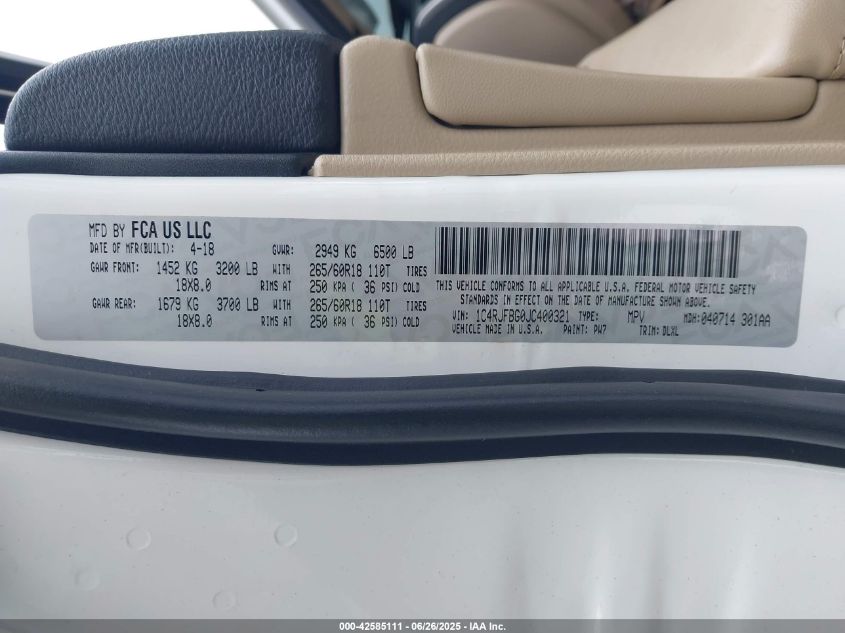 MFD BY FCA US LLC
DATE OF MFR(BUILT): 4-18 GVWR: 2949 KG 6500 LB
GAWR FRONT: 1452 KG 3200 LB WITH 265/60R18 110T TIRES
18X8.0 RIMS AT 250 KPA ( 36 PSI) COLD
GAWR REAR: 1679 KG 3700 LB WITH 265/60R18 110T TIRES
18X8.0 RIMS AT 250 KPA ( 36 PSI) COLD
THIS VEHICLE CONFORMS TO ALL APPLICABLE U.S.A. FEDERAL MOTOR VEHICLE SAFETY
STANDARDS IN EFFECT ON THE DATE OF MANUFACTURE SHOWN ABOVE.
VIN: 1C4RJFBG0JC400321 TYPE: MPV MDH: 040714 301AA
VEHICLE MADE IN U.S.A. PAINT: PW7 TRIM: DLXL
000-42585111 - 06/26/2025 - IAA Inc.